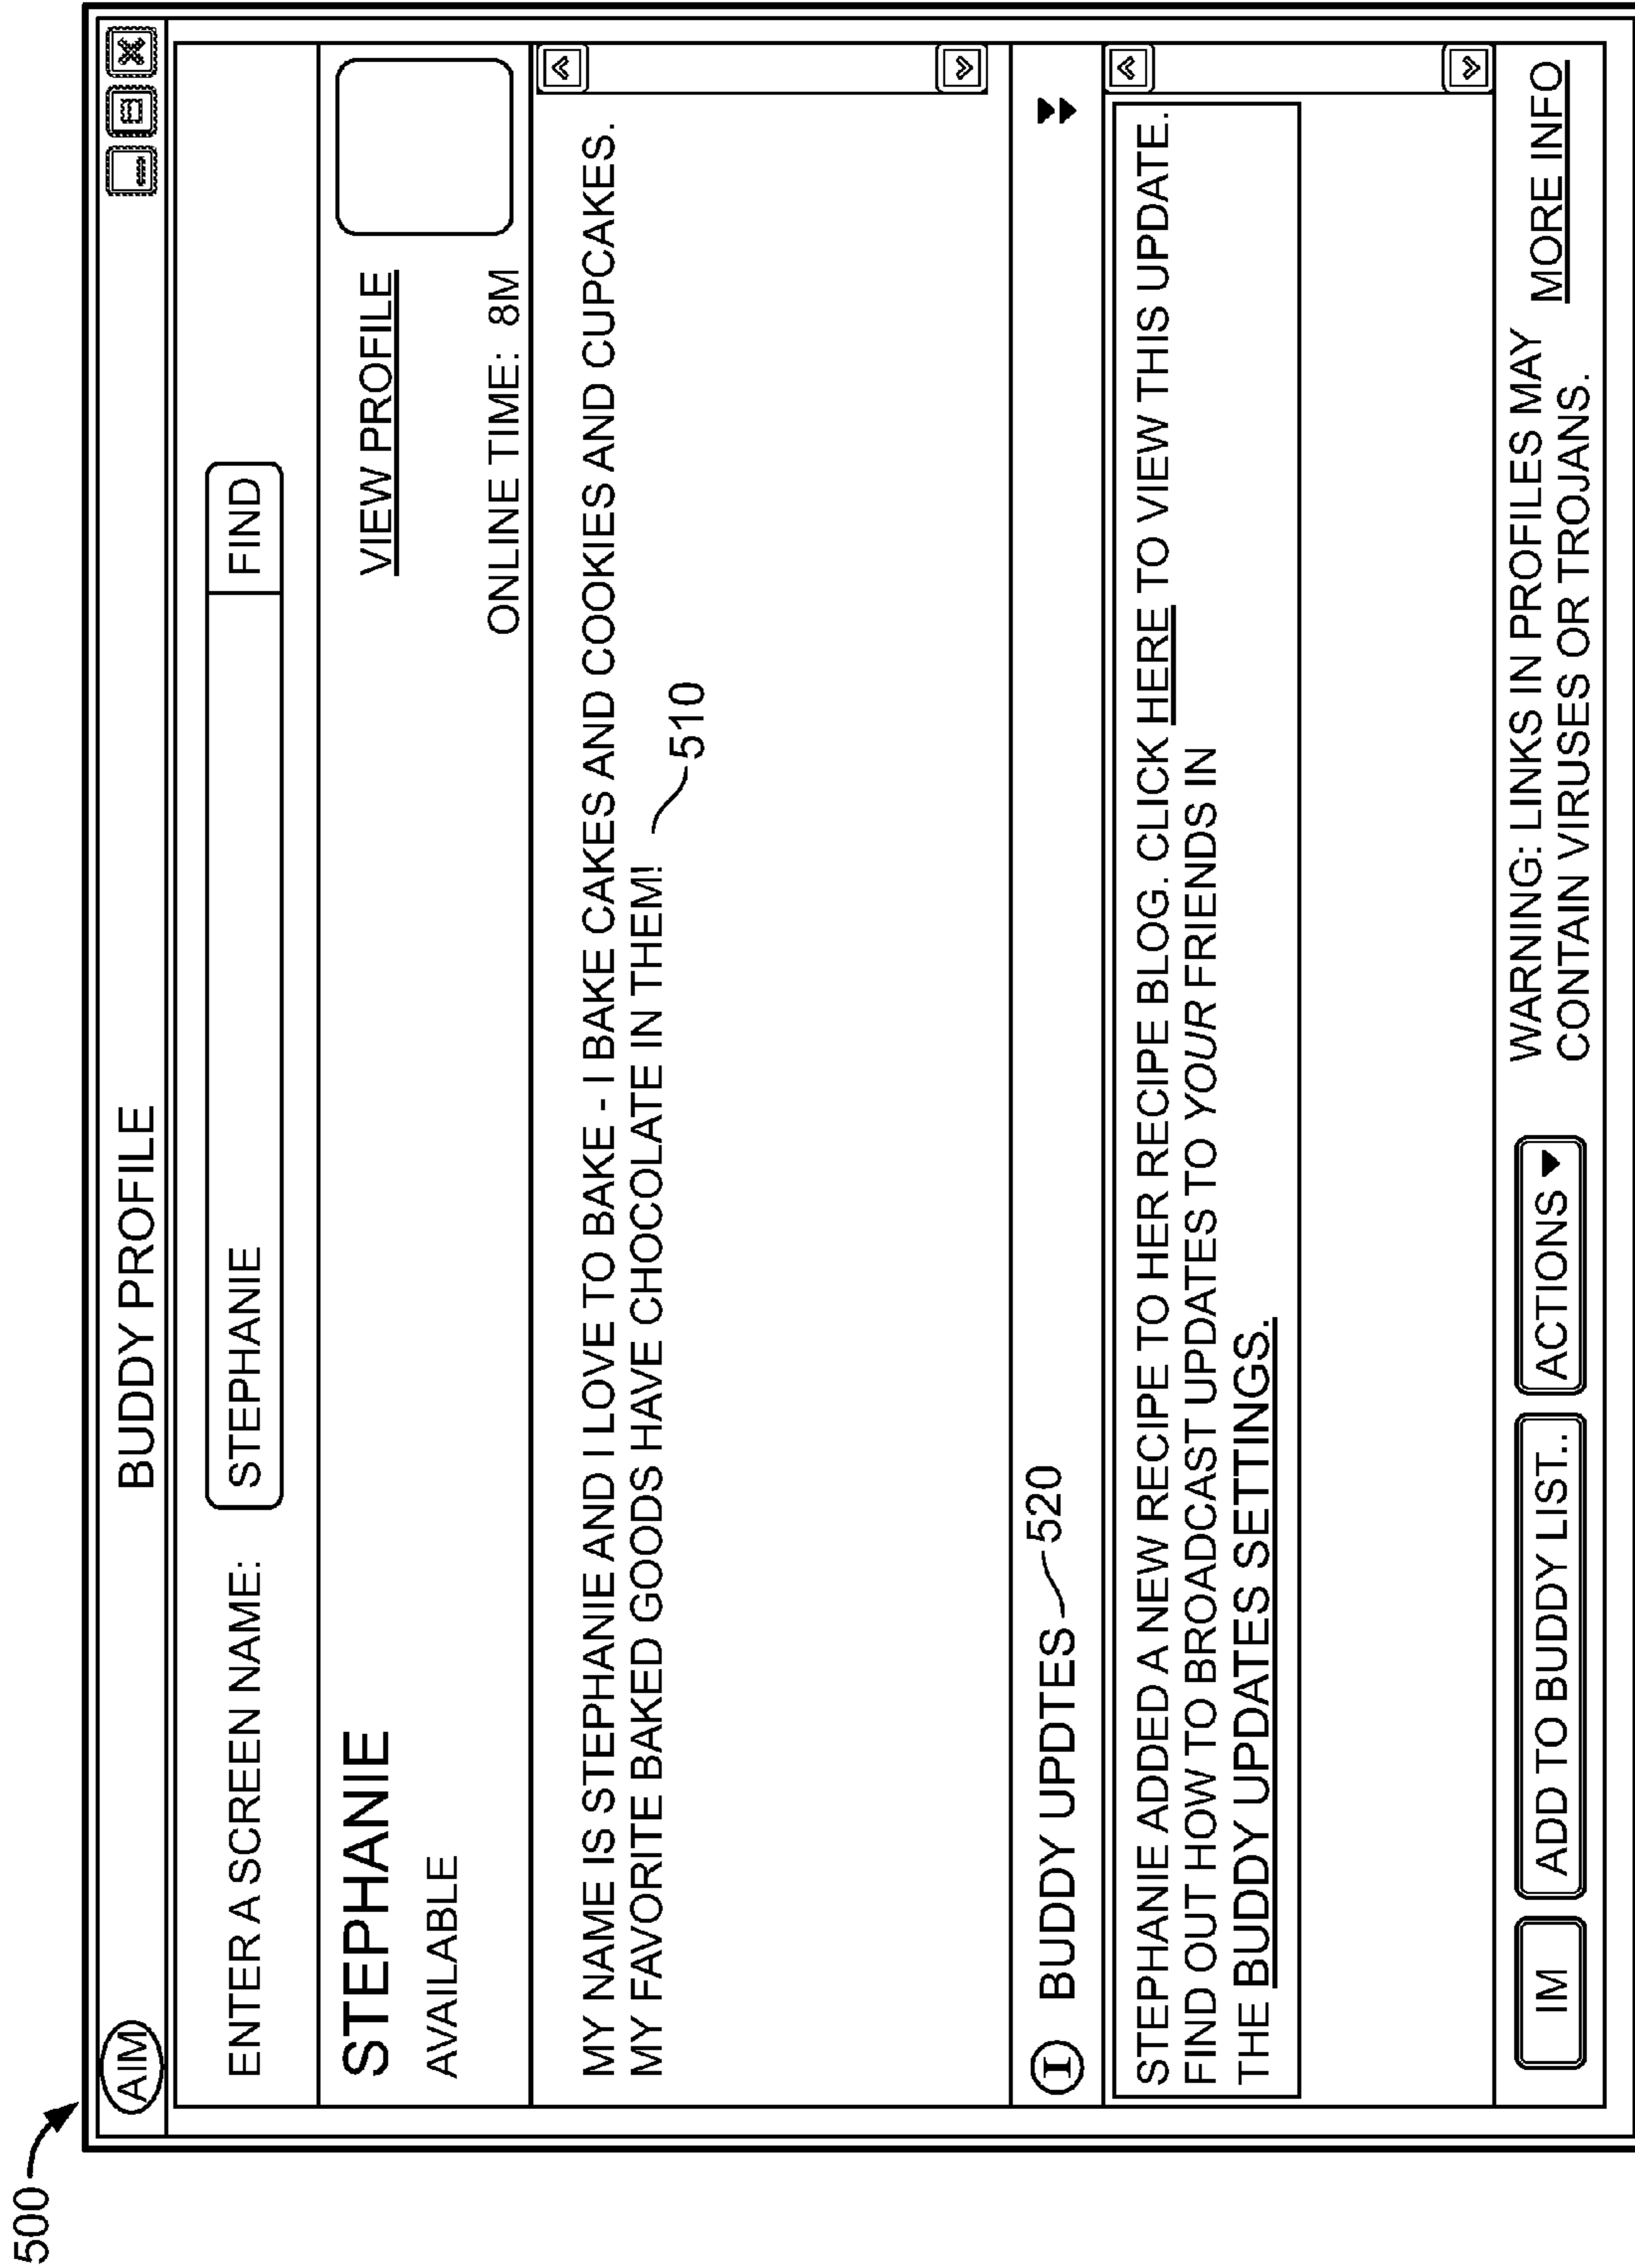 500
AIM BUDDY PROFILE
ENTER A SCREEN NAME: STEPHANIE FIND
STEPHANIE VIEW PROFILE
AVAILABLE
ONLINE TIME: 8M
MY NAME IS STEPHANIE AND I LOVE TO BAKE - I BAKE CAKES AND COOKIES AND CUPCAKES.
MY FAVORITE BAKED GOODS HAVE CHOCOLATE IN THEM!
510
I BUDDY UPDTES 520
STEPHANIE ADDED A NEW RECIPE TO HER RECIPE BLOG. CLICK HERE TO VIEW THIS UPDATE.
FIND OUT HOW TO BROADCAST UPDATES TO YOUR FRIENDS IN
THE BUDDY UPDATES SETTINGS.
IM ADD TO BUDDY LIST.. ACTIONS WARNING: LINKS IN PROFILES MAY MORE INFO
CONTAIN VIRUSES OR TROJANS.